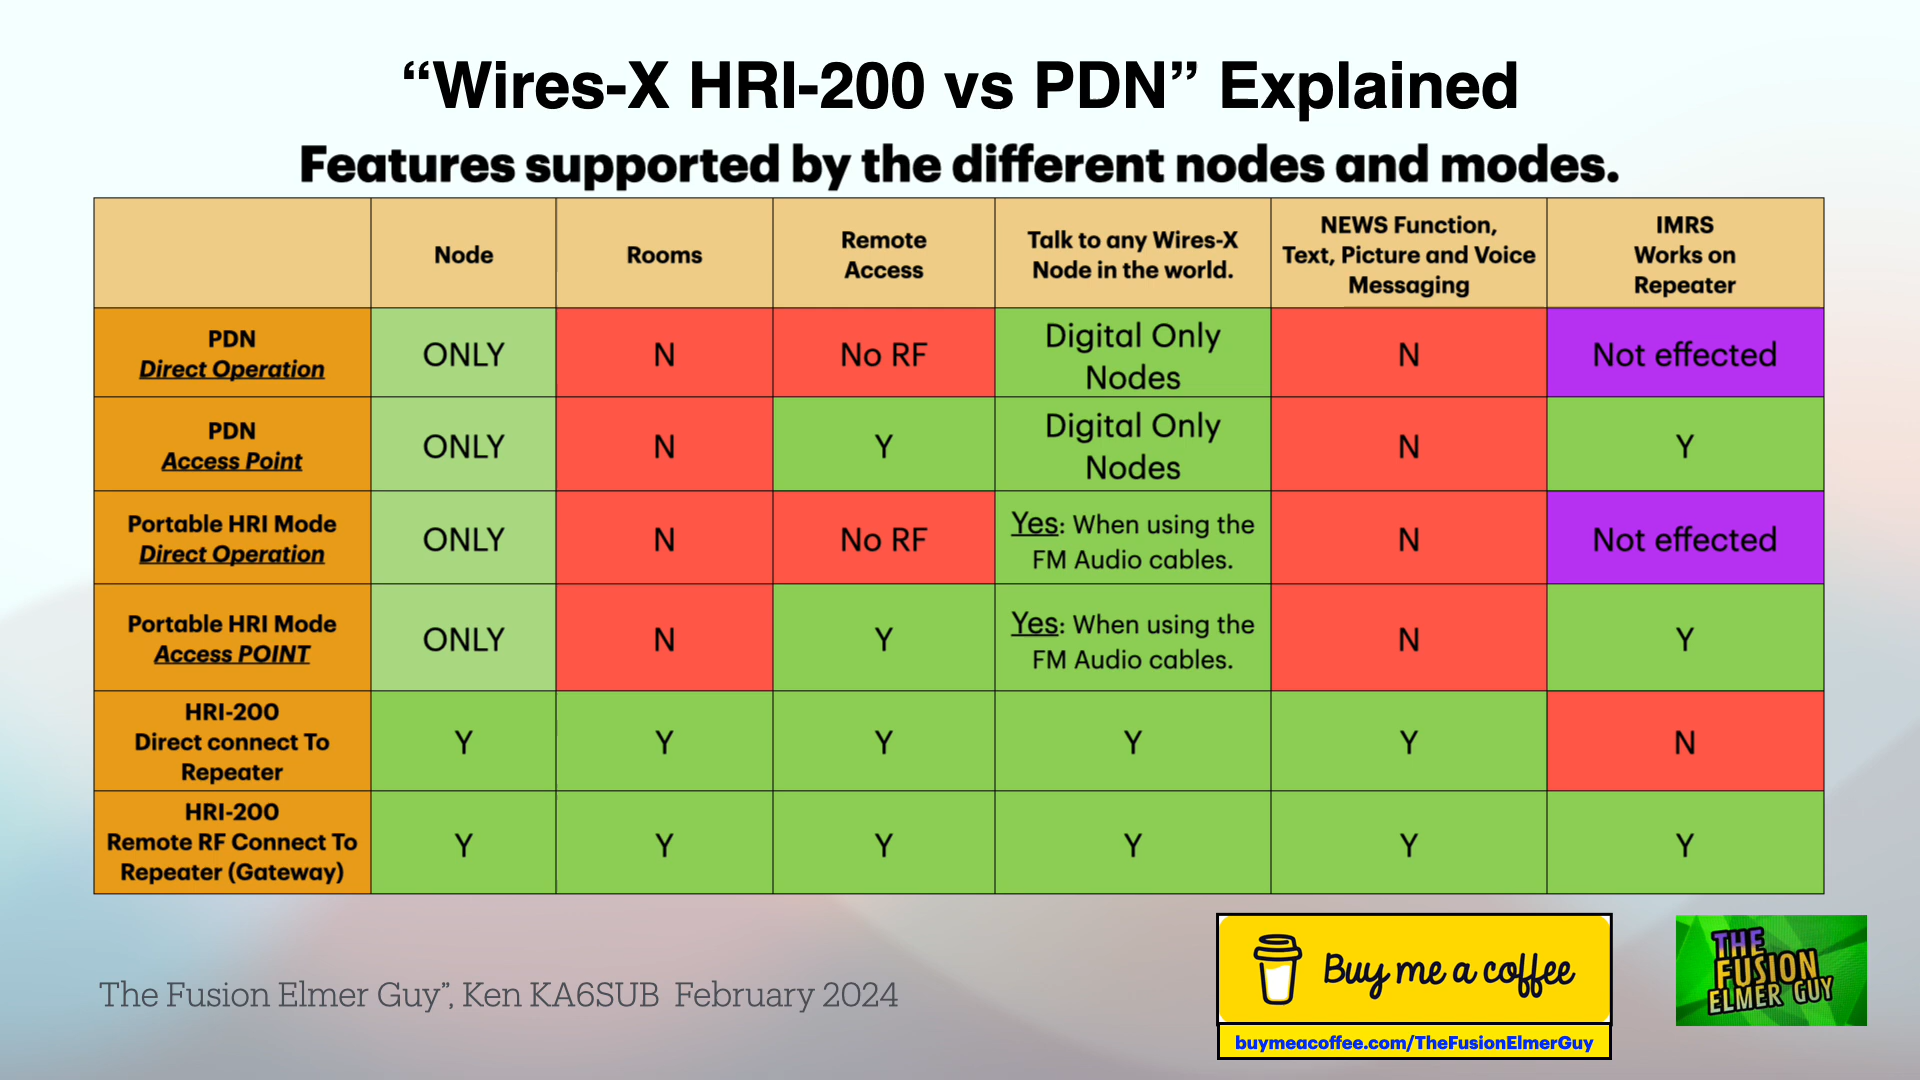 “Wires-X HRI-200 vs PDN” Explained
Features supported by the different nodes and modes.
Node
Rooms
Remote
Access
Talk to any Wires-X
Node in the world.
NEWS Function,
Text, Picture and Voice
Messaging
IMRS
Works on
Repeater
PDN
Direct Operation
ONLY
N
No RF
Digital Only
Nodes
N
Not effected
PDN
Access Point
ONLY
N
Y
Digital Only
Nodes
N
Y
Portable HRI Mode
Direct Operation
ONLY
N
No RF
Yes: When using the
FM Audio cables.
N
Not effected
Portable HRI Mode
Access POINT
ONLY
N
Y
Yes: When using the
FM Audio cables.
N
Y
HRI-200
Direct connect To
Repeater
Y
Y
Y
Y
Y
N
HRI-200
Remote RF Connect To
Repeater (Gateway)
Y
Y
Y
Y
Y
Y
The Fusion Elmer Guy”, Ken KA6SUB February 2024
Buy me a coffee
buymeacoffee.com/TheFusionElmerGuy
THE
FUSION
ELMER GUY